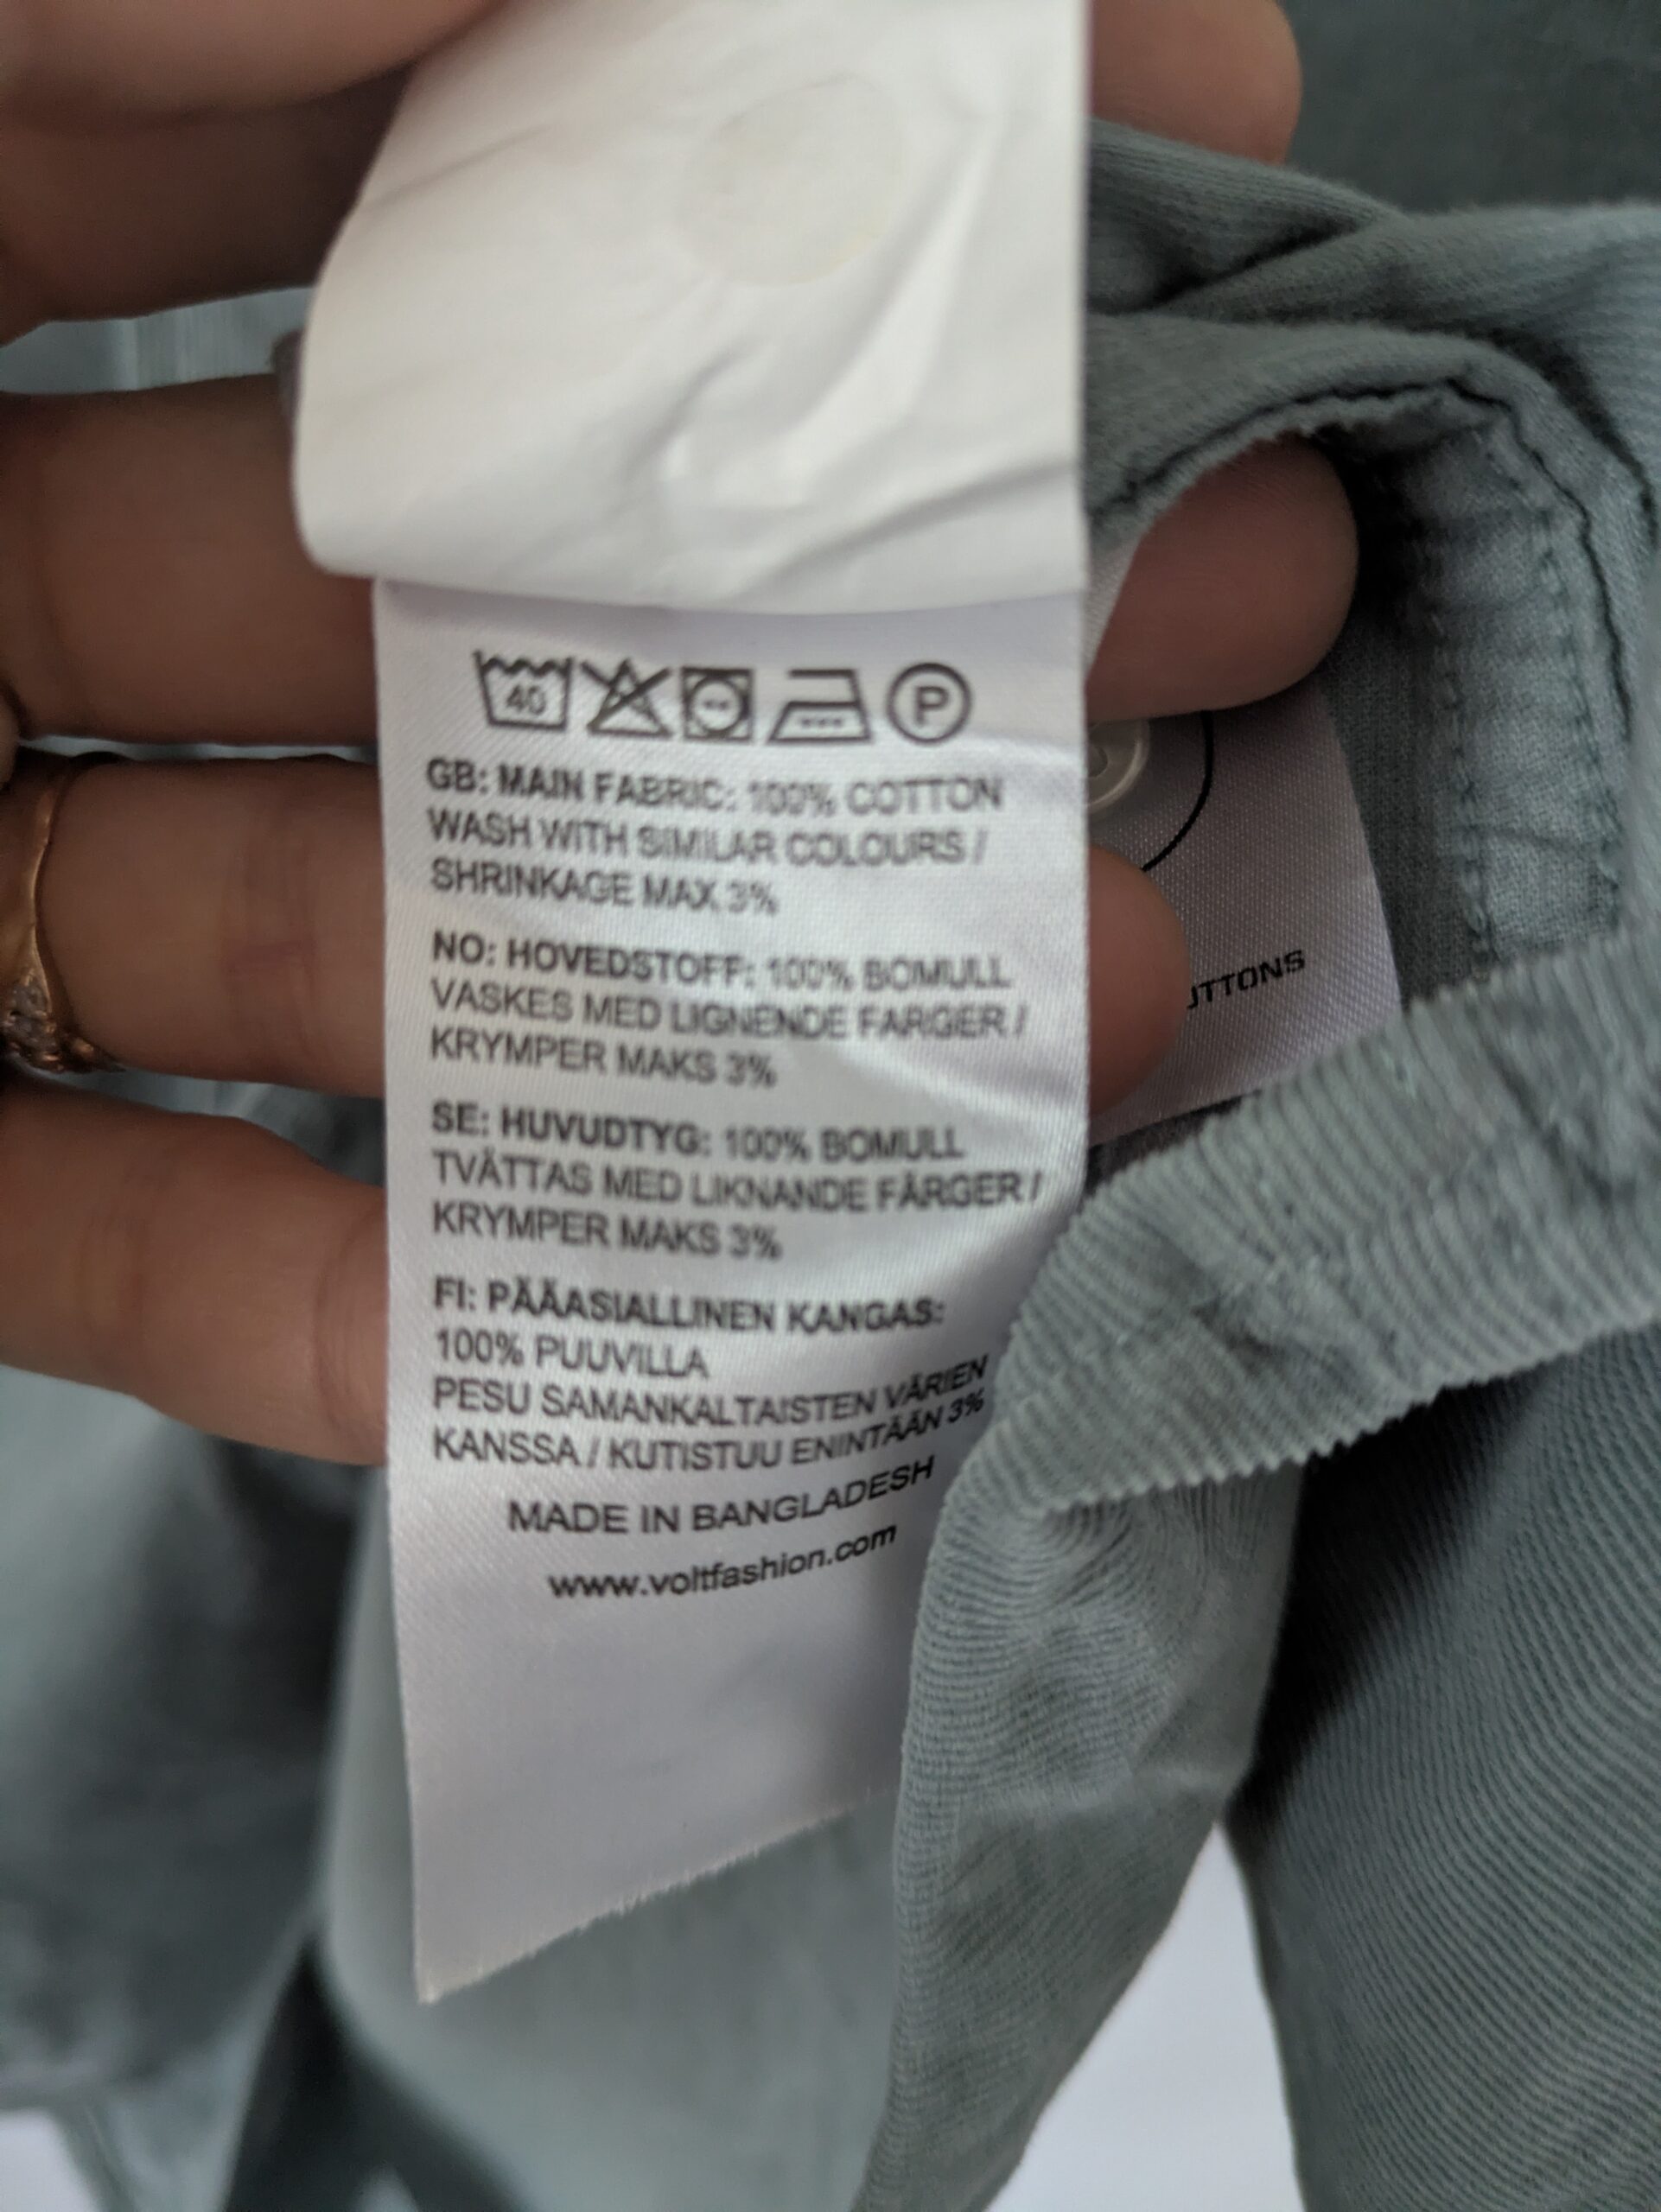 40
P
GB: MAIN FABRIC: 100% COTTON
WASH WITH SIMILAR COLOURS /
SHRINKAGE MAX 3%
NO: HOVEDSTOFF: 100% BOMULL
VASKES MED LIGNENDE FARGER /
KRYMPER MAKS 3%
SE: HUVUDTYG: 100% BOMULL
TVÄTTAS MED LIKNANDE FÄRGER /
KRYMPER MAKS 3%
FI: PÄÄASIALLINEN KANGAS:
100% PUUVILLA
PESU SAMANKALTAISTEN VÄRIEN
KANSSA / KUTISTUU ENINTÄÄN 3%
MADE IN BANGLADESH
www.voltfashion.com